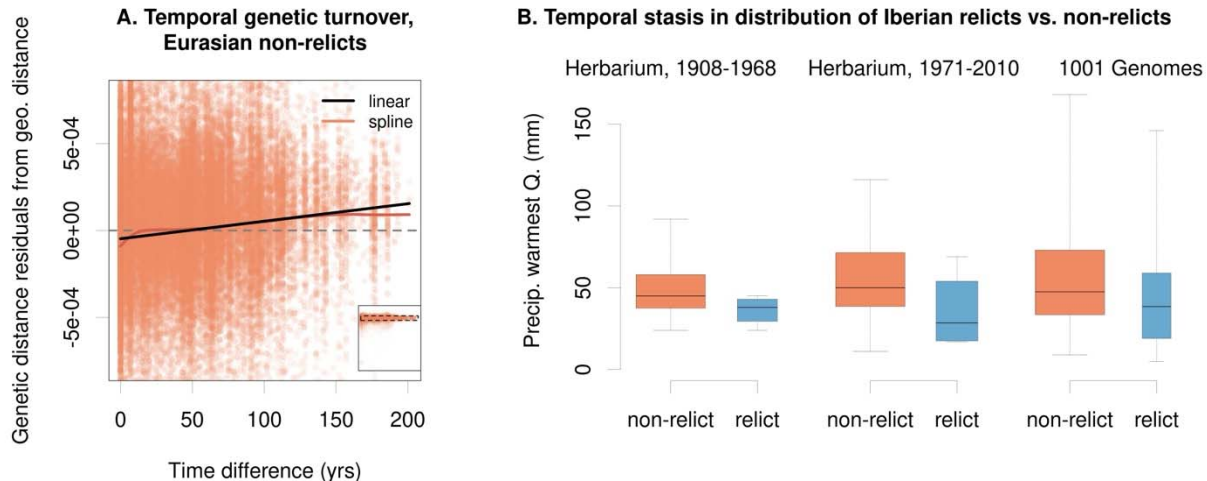 A. Temporal genetic turnover,
Eurasian non-relicts
Genetic distance residuals from geo. distance
5e-04
0e+00
-5e-04
linear
spline
0 50 100 150 200
Time difference (yrs)
B. Temporal stasis in distribution of Iberian relicts vs. non-relicts
Herbarium, 1908-1968 Herbarium, 1971-2010 1001 Genomes
Precip. warmest Q. (mm)
150
100
50
0
non-relict relict non-relict relict non-relict relict